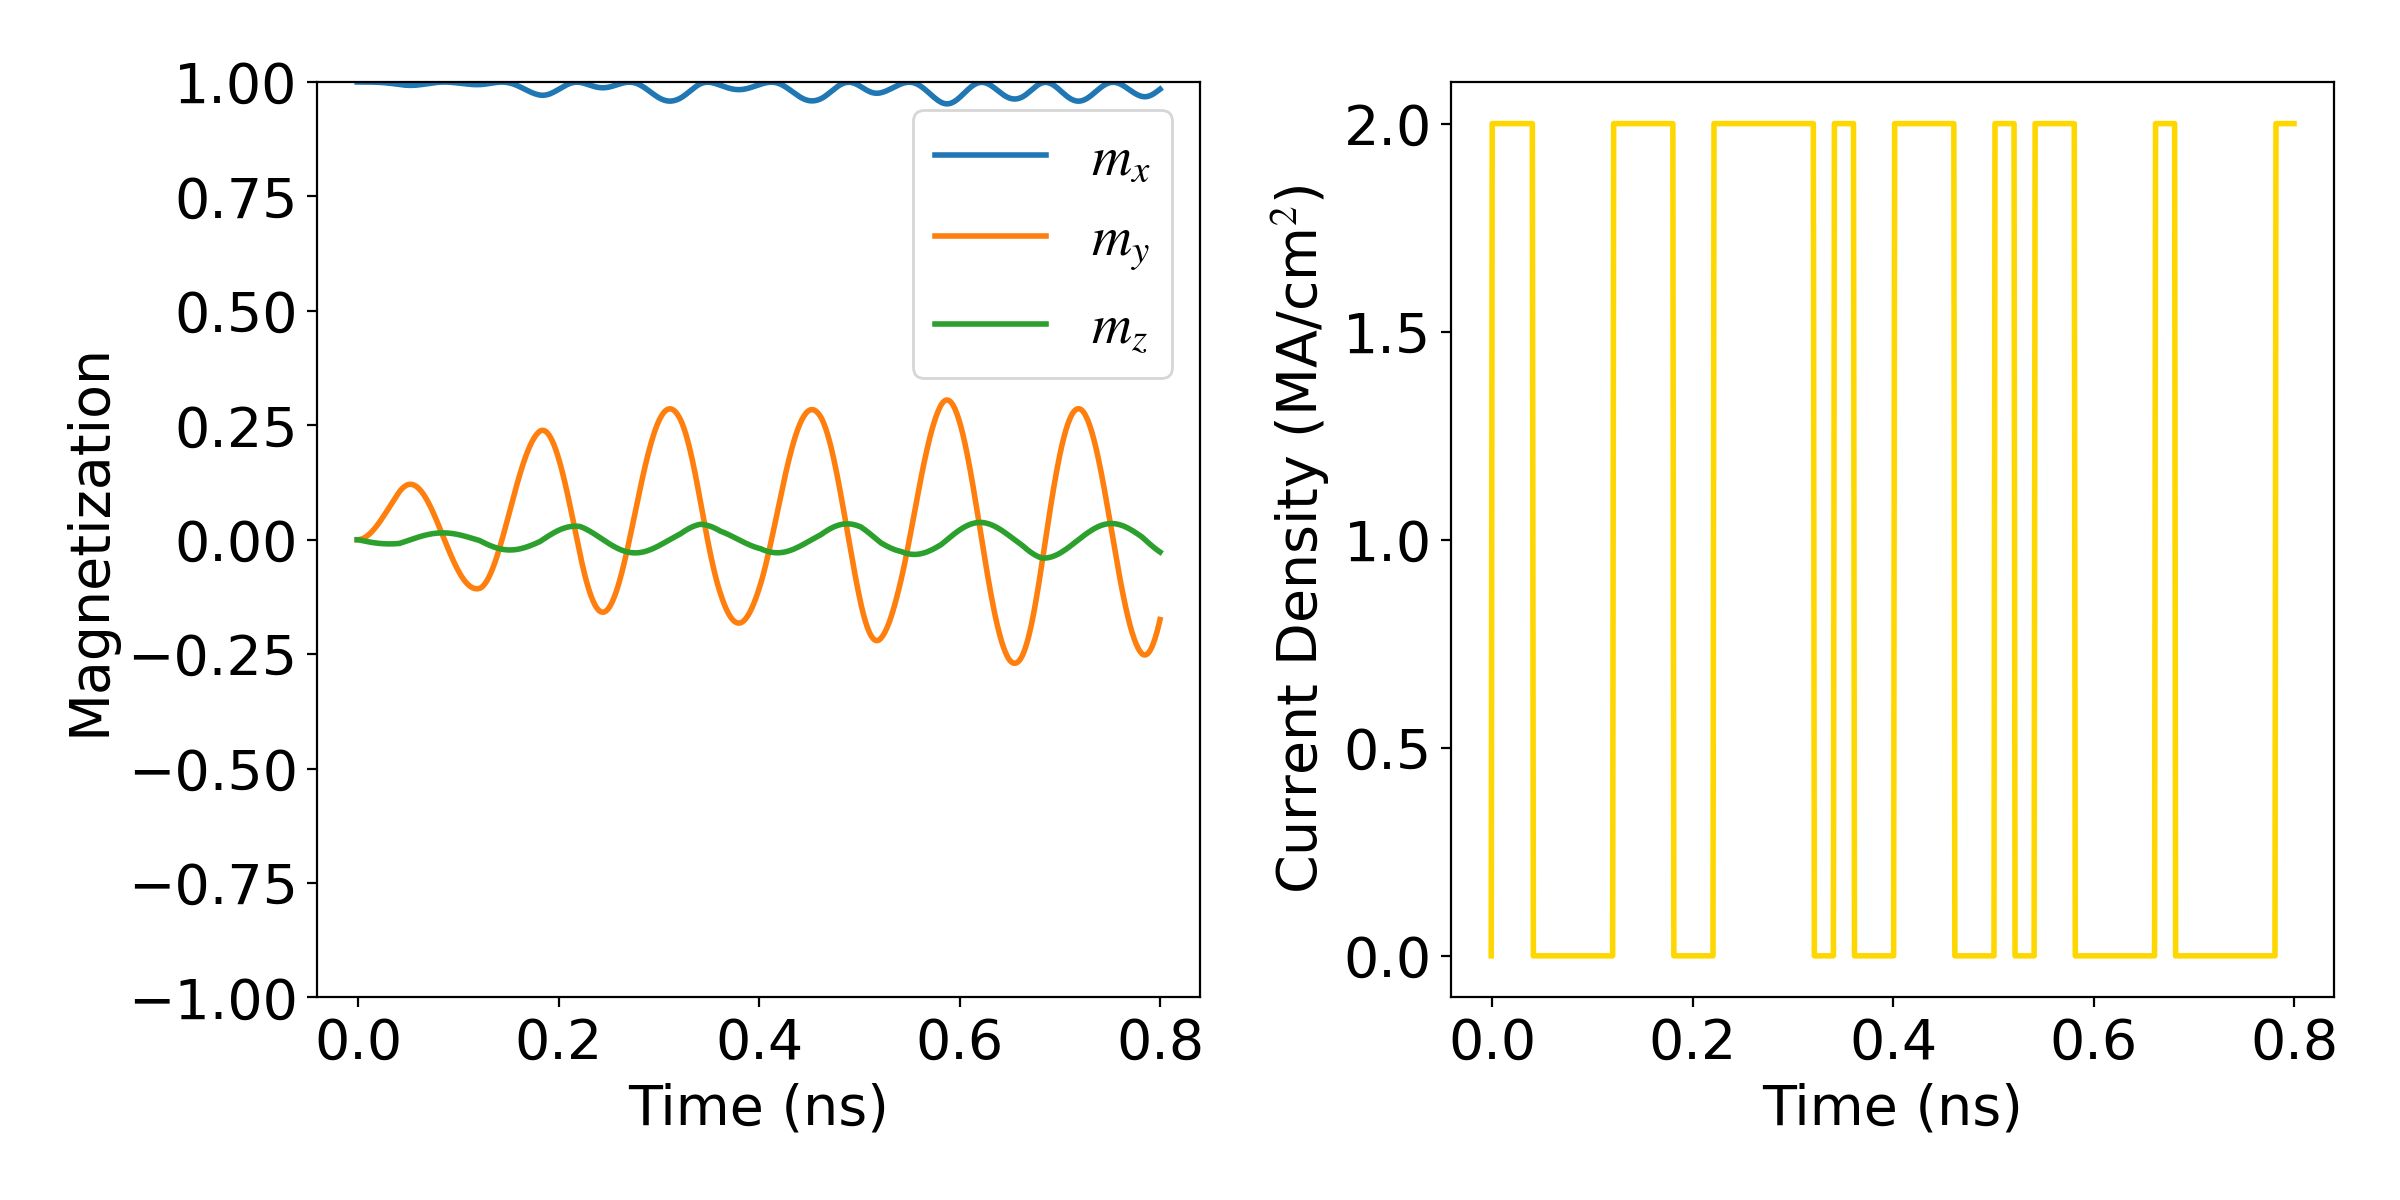 1.00
0.75
0.50
0.25
0.00
−0.25
−0.50
−0.75
−1.00
Magnetization
0.0 0.2 0.4 0.6 0.8
Time (ns)
m_x
m_y
m_z
2.0
1.5
1.0
0.5
0.0
Current Density (MA/cm²)
0.0 0.2 0.4 0.6 0.8
Time (ns)